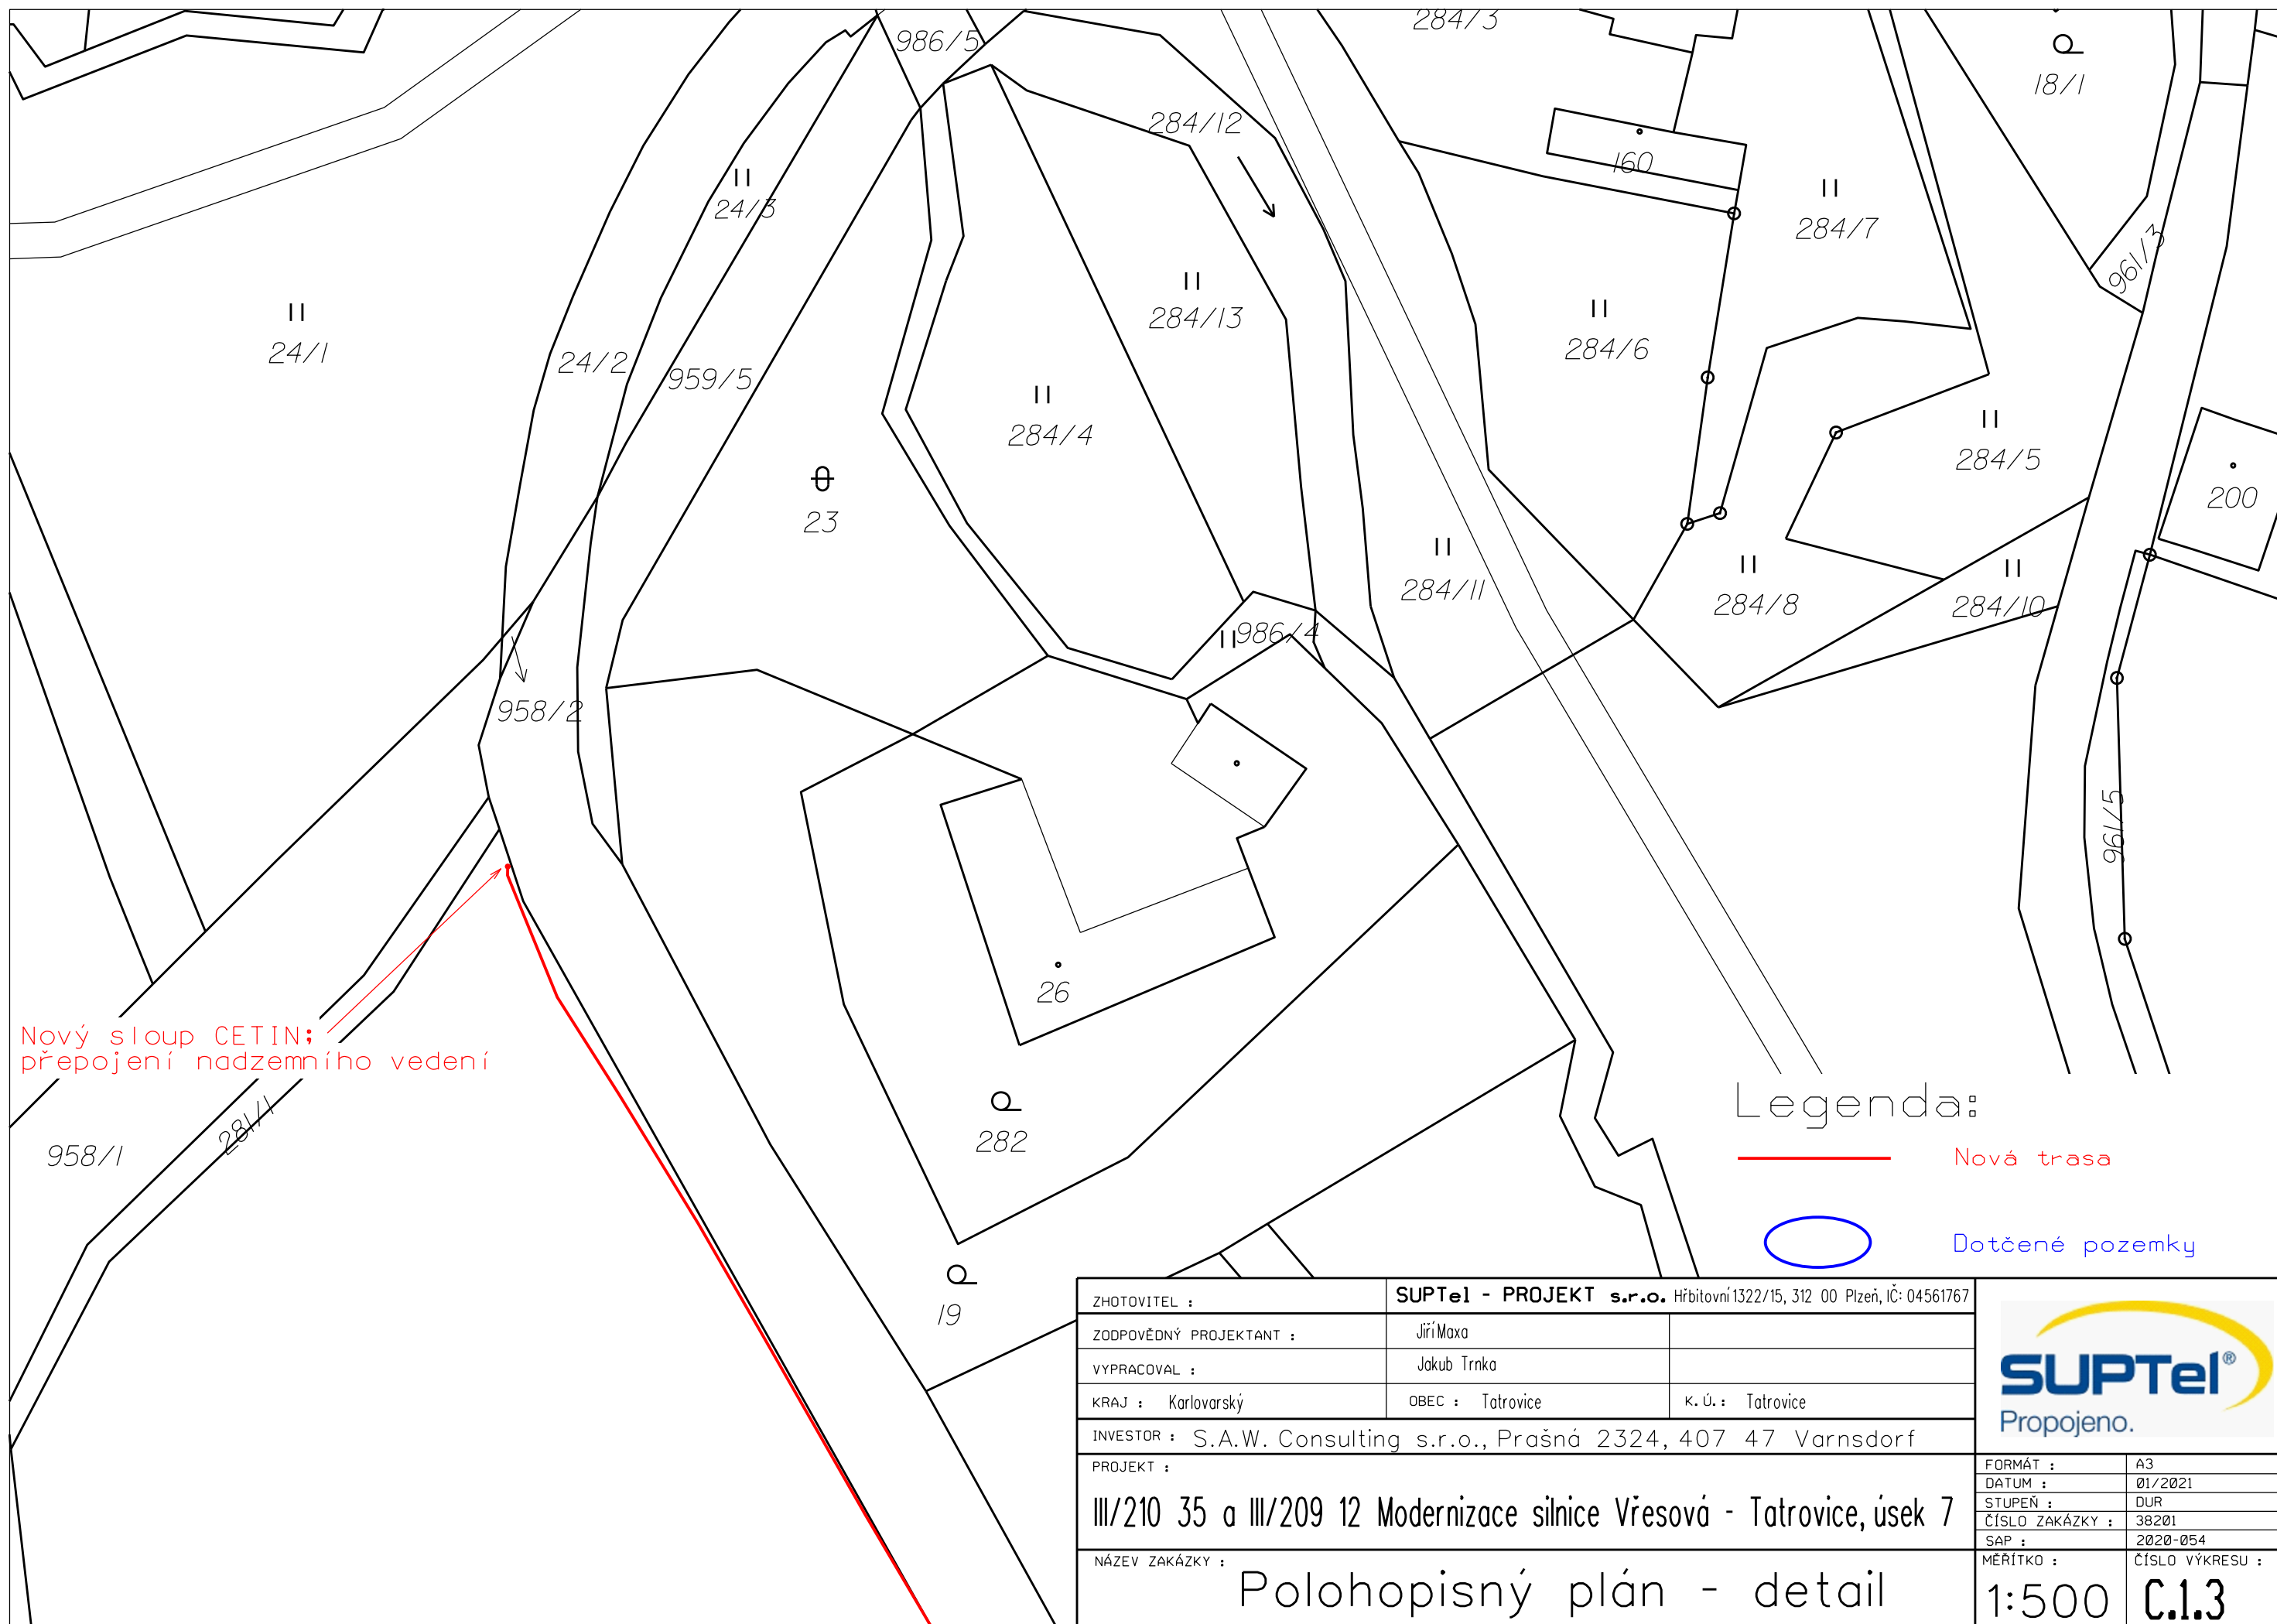 986/5
284/3
18/1
284/12
160
24/3
284/7
961/3
284/13
24/1
24/2
959/5
284/6
284/4
284/5
23
200
284/11
284/8
284/10
986/4
958/2
961/5
26
Nový sloup CETIN;
přepojení nadzemního vedení
281/1
958/1
282
19
Legenda:
Nová trasa
Dotčené pozemky
ZHOTOVITEL : SUPTel - PROJEKT s.r.o. Hřbitovní 1322/15, 312 00 Plzeň, IČ: 04561767
ZODPOVĚDNÝ PROJEKTANT : Jiří Maxa
VYPRACOVAL : Jakub Trnka
KRAJ : Karlovarský OBEC : Tatrovice K.Ú.: Tatrovice
INVESTOR : S.A.W. Consulting s.r.o., Prašná 2324, 407 47 Varnsdorf
PROJEKT :
III/210 35 a III/209 12 Modernizace silnice Vřesová - Tatrovice, úsek 7
NÁZEV ZAKÁZKY :
Polohopisný plán - detail
SUPTel®
Propojeno.
FORMÁT : A3
DATUM : 01/2021
STUPEŇ : DUR
ČÍSLO ZAKÁZKY : 38201
SAP : 2020-054
MĚŘÍTKO : ČÍSLO VÝKRESU :
1:500 C.1.3